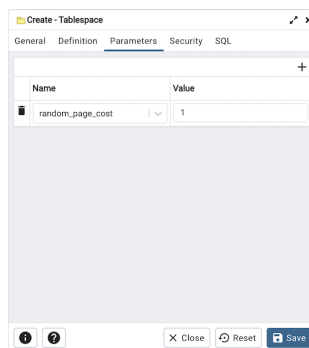 Create - Tablespace
General Definition Parameters Security SQL
Name Value
random_page_cost 1
Close Reset Save